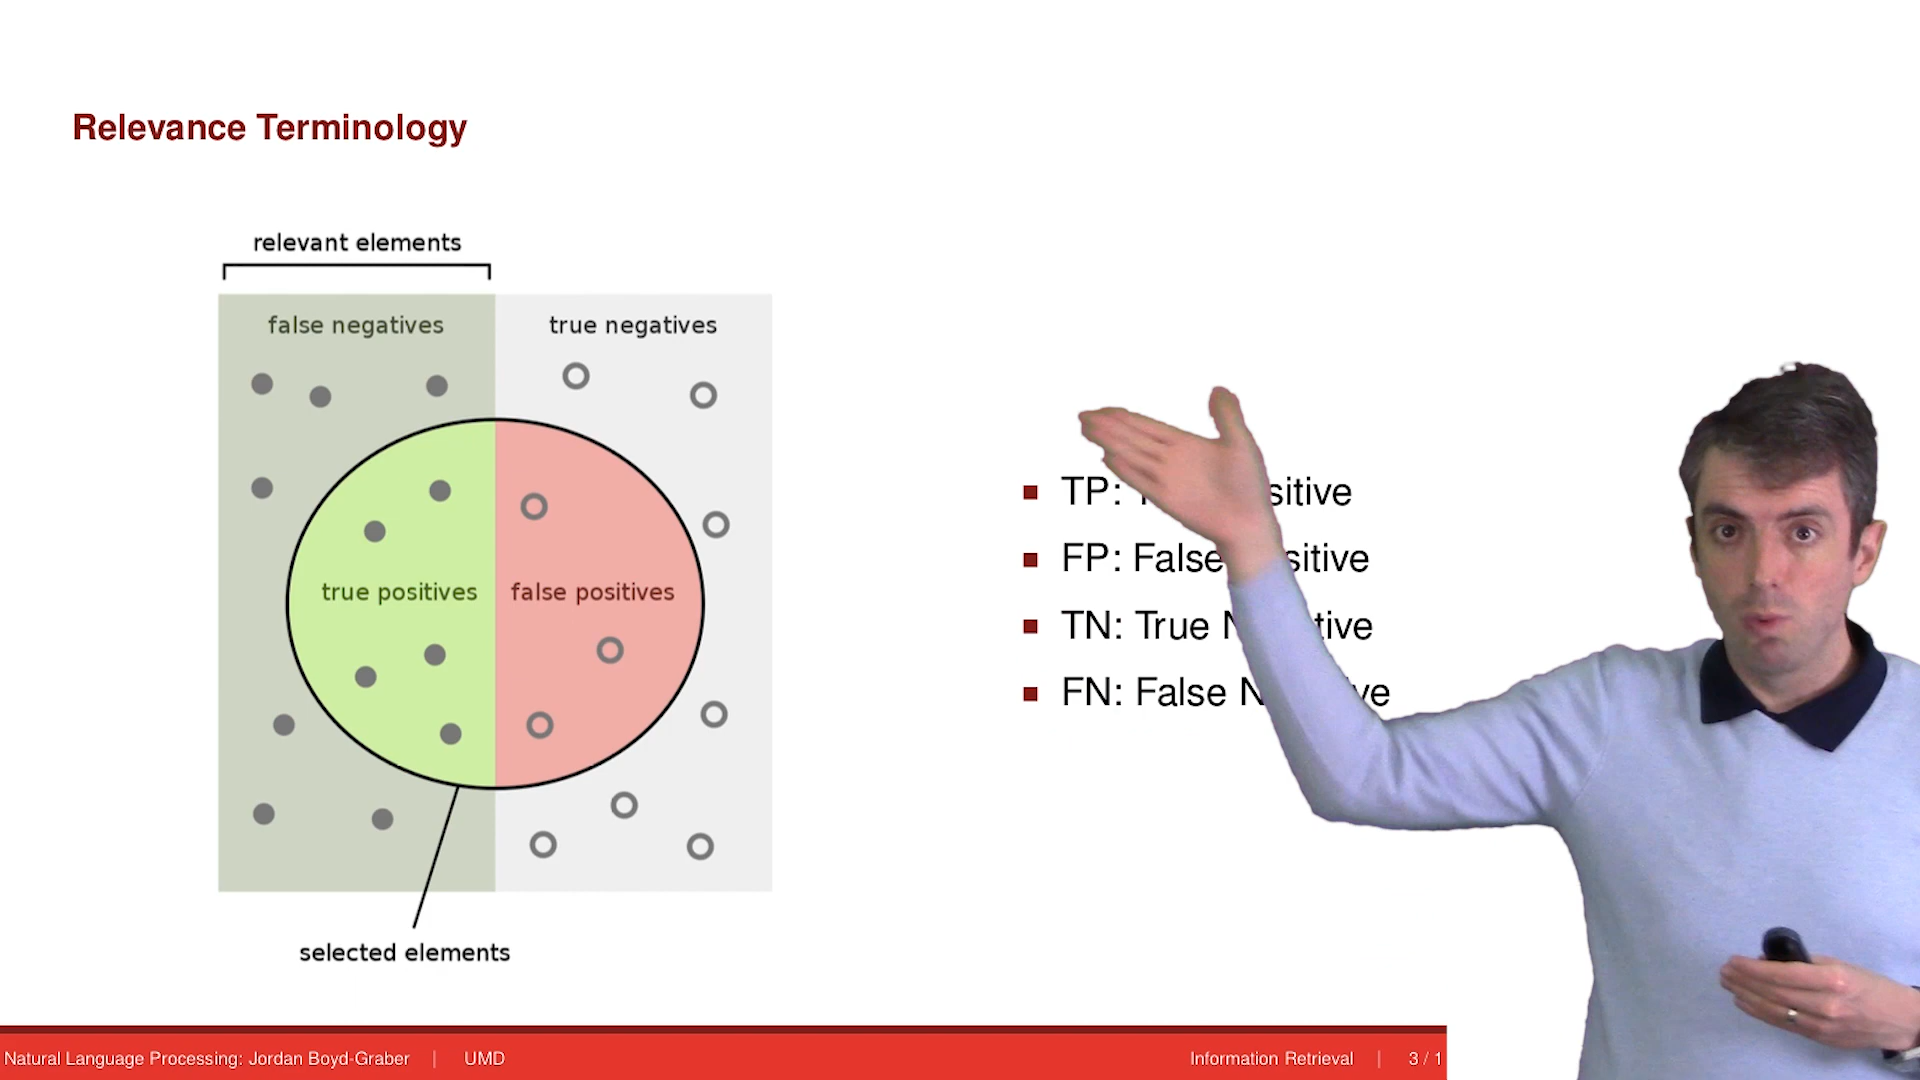 Relevance Terminology
relevant elements
false negatives
true negatives
true positives
false positives
selected elements
TP: sitive
FP: False sitive
TN: True N tive
FN: False N ve
Natural Language Processing: Jordan Boyd-Graber | UMD
Information Retrieval | 3 / 1